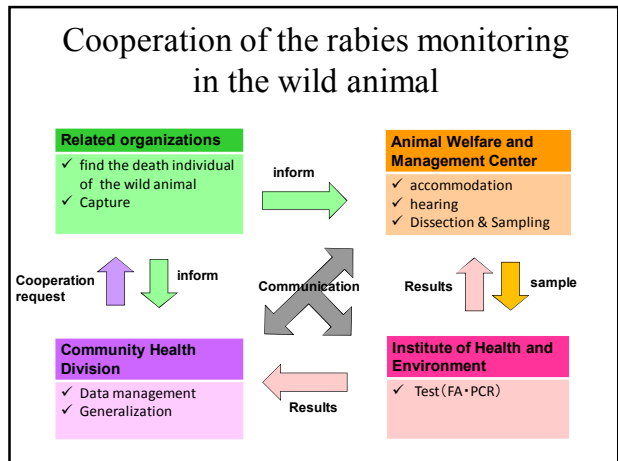 Cooperation of the rabies monitoring
in the wild animal
Related organizations
✓ find the death individual
of the wild animal
✓ Capture
inform
Animal Welfare and
Management Center
✓ accommodation
✓ hearing
✓ Dissection & Sampling
Cooperation
request
inform
Communication
Results
sample
Community Health
Division
✓ Data management
✓ Generalization
Results
Institute of Health and
Environment
✓ Test(FA・PCR)